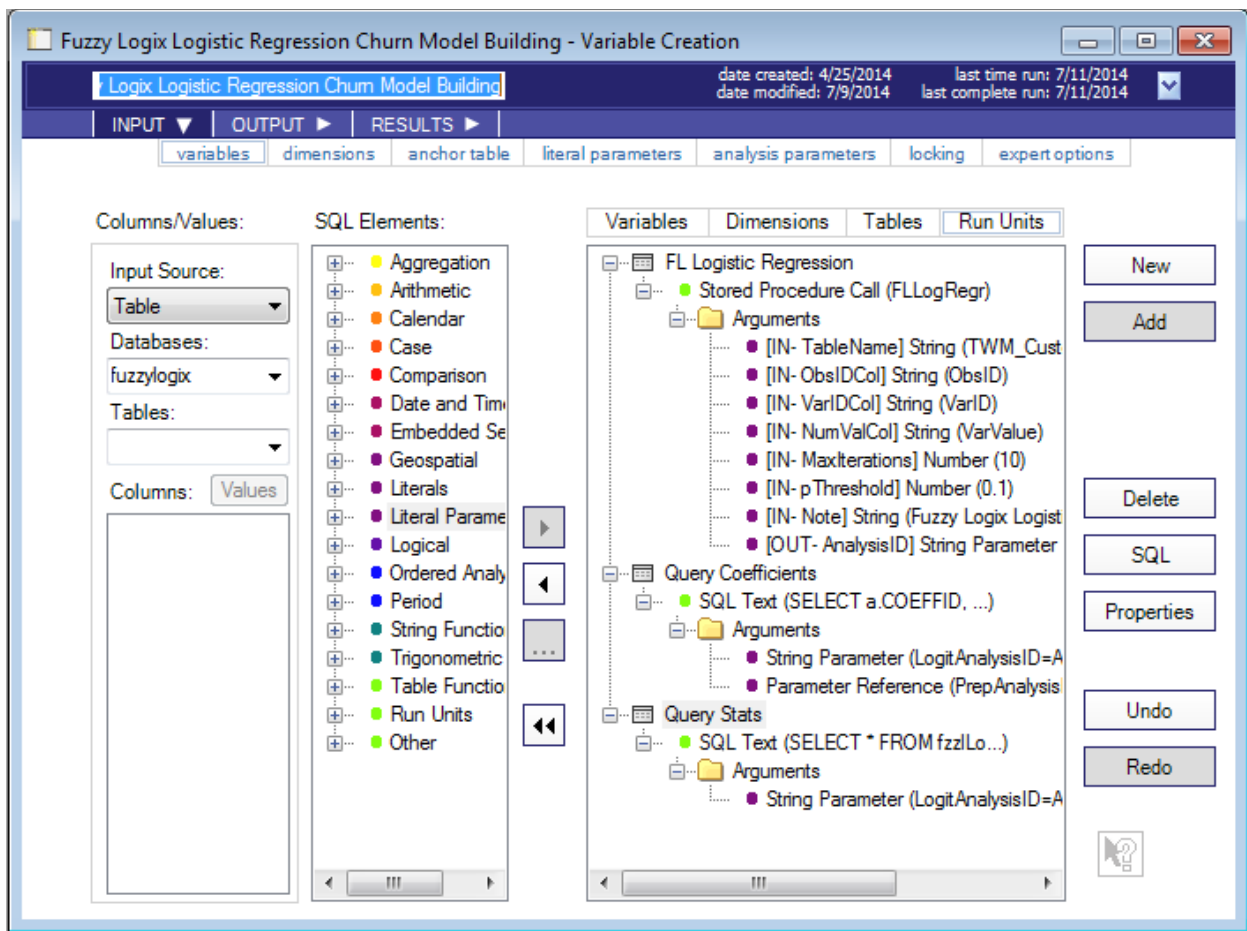 Fuzzy Logix Logistic Regression Churn Model Building - Variable Creation
Logix Logistic Regression Churn Model Building
date created: 4/25/2014 last time run: 7/11/2014
date modified: 7/9/2014 last complete run: 7/11/2014
INPUT ▼ OUTPUT ► RESULTS ►
variables dimensions anchor table literal parameters analysis parameters locking expert options
Columns/Values:
Input Source:
Table
Databases:
fuzzylogix
Tables:
Columns: Values
SQL Elements:
Aggregation
Arithmetic
Calendar
Case
Comparison
Date and Tim
Embedded Se
Geospatial
Literals
Literal Parame
Logical
Ordered Analy
Period
String Functio
Trigonometric
Table Functio
Run Units
Other
...
Variables Dimensions Tables Run Units
FL Logistic Regression
Stored Procedure Call (FLLogRegr)
Arguments
[IN- TableName] String (TWM_Cust
[IN- ObsIDCol] String (ObsID)
[IN- VarIDCol] String (VarID)
[IN- NumValCol] String (VarValue)
[IN- MaxIterations] Number (10)
[IN- pThreshold] Number (0.1)
[IN- Note] String (Fuzzy Logix Logist
[OUT- AnalysisID] String Parameter
Query Coefficients
SQL Text (SELECT a.COEFFID, ...)
Arguments
String Parameter (LogitAnalysisID=A
Parameter Reference (PrepAnalysis
Query Stats
SQL Text (SELECT * FROM fzzlLo...)
Arguments
String Parameter (LogitAnalysisID=A
New
Add
Delete
SQL
Properties
Undo
Redo